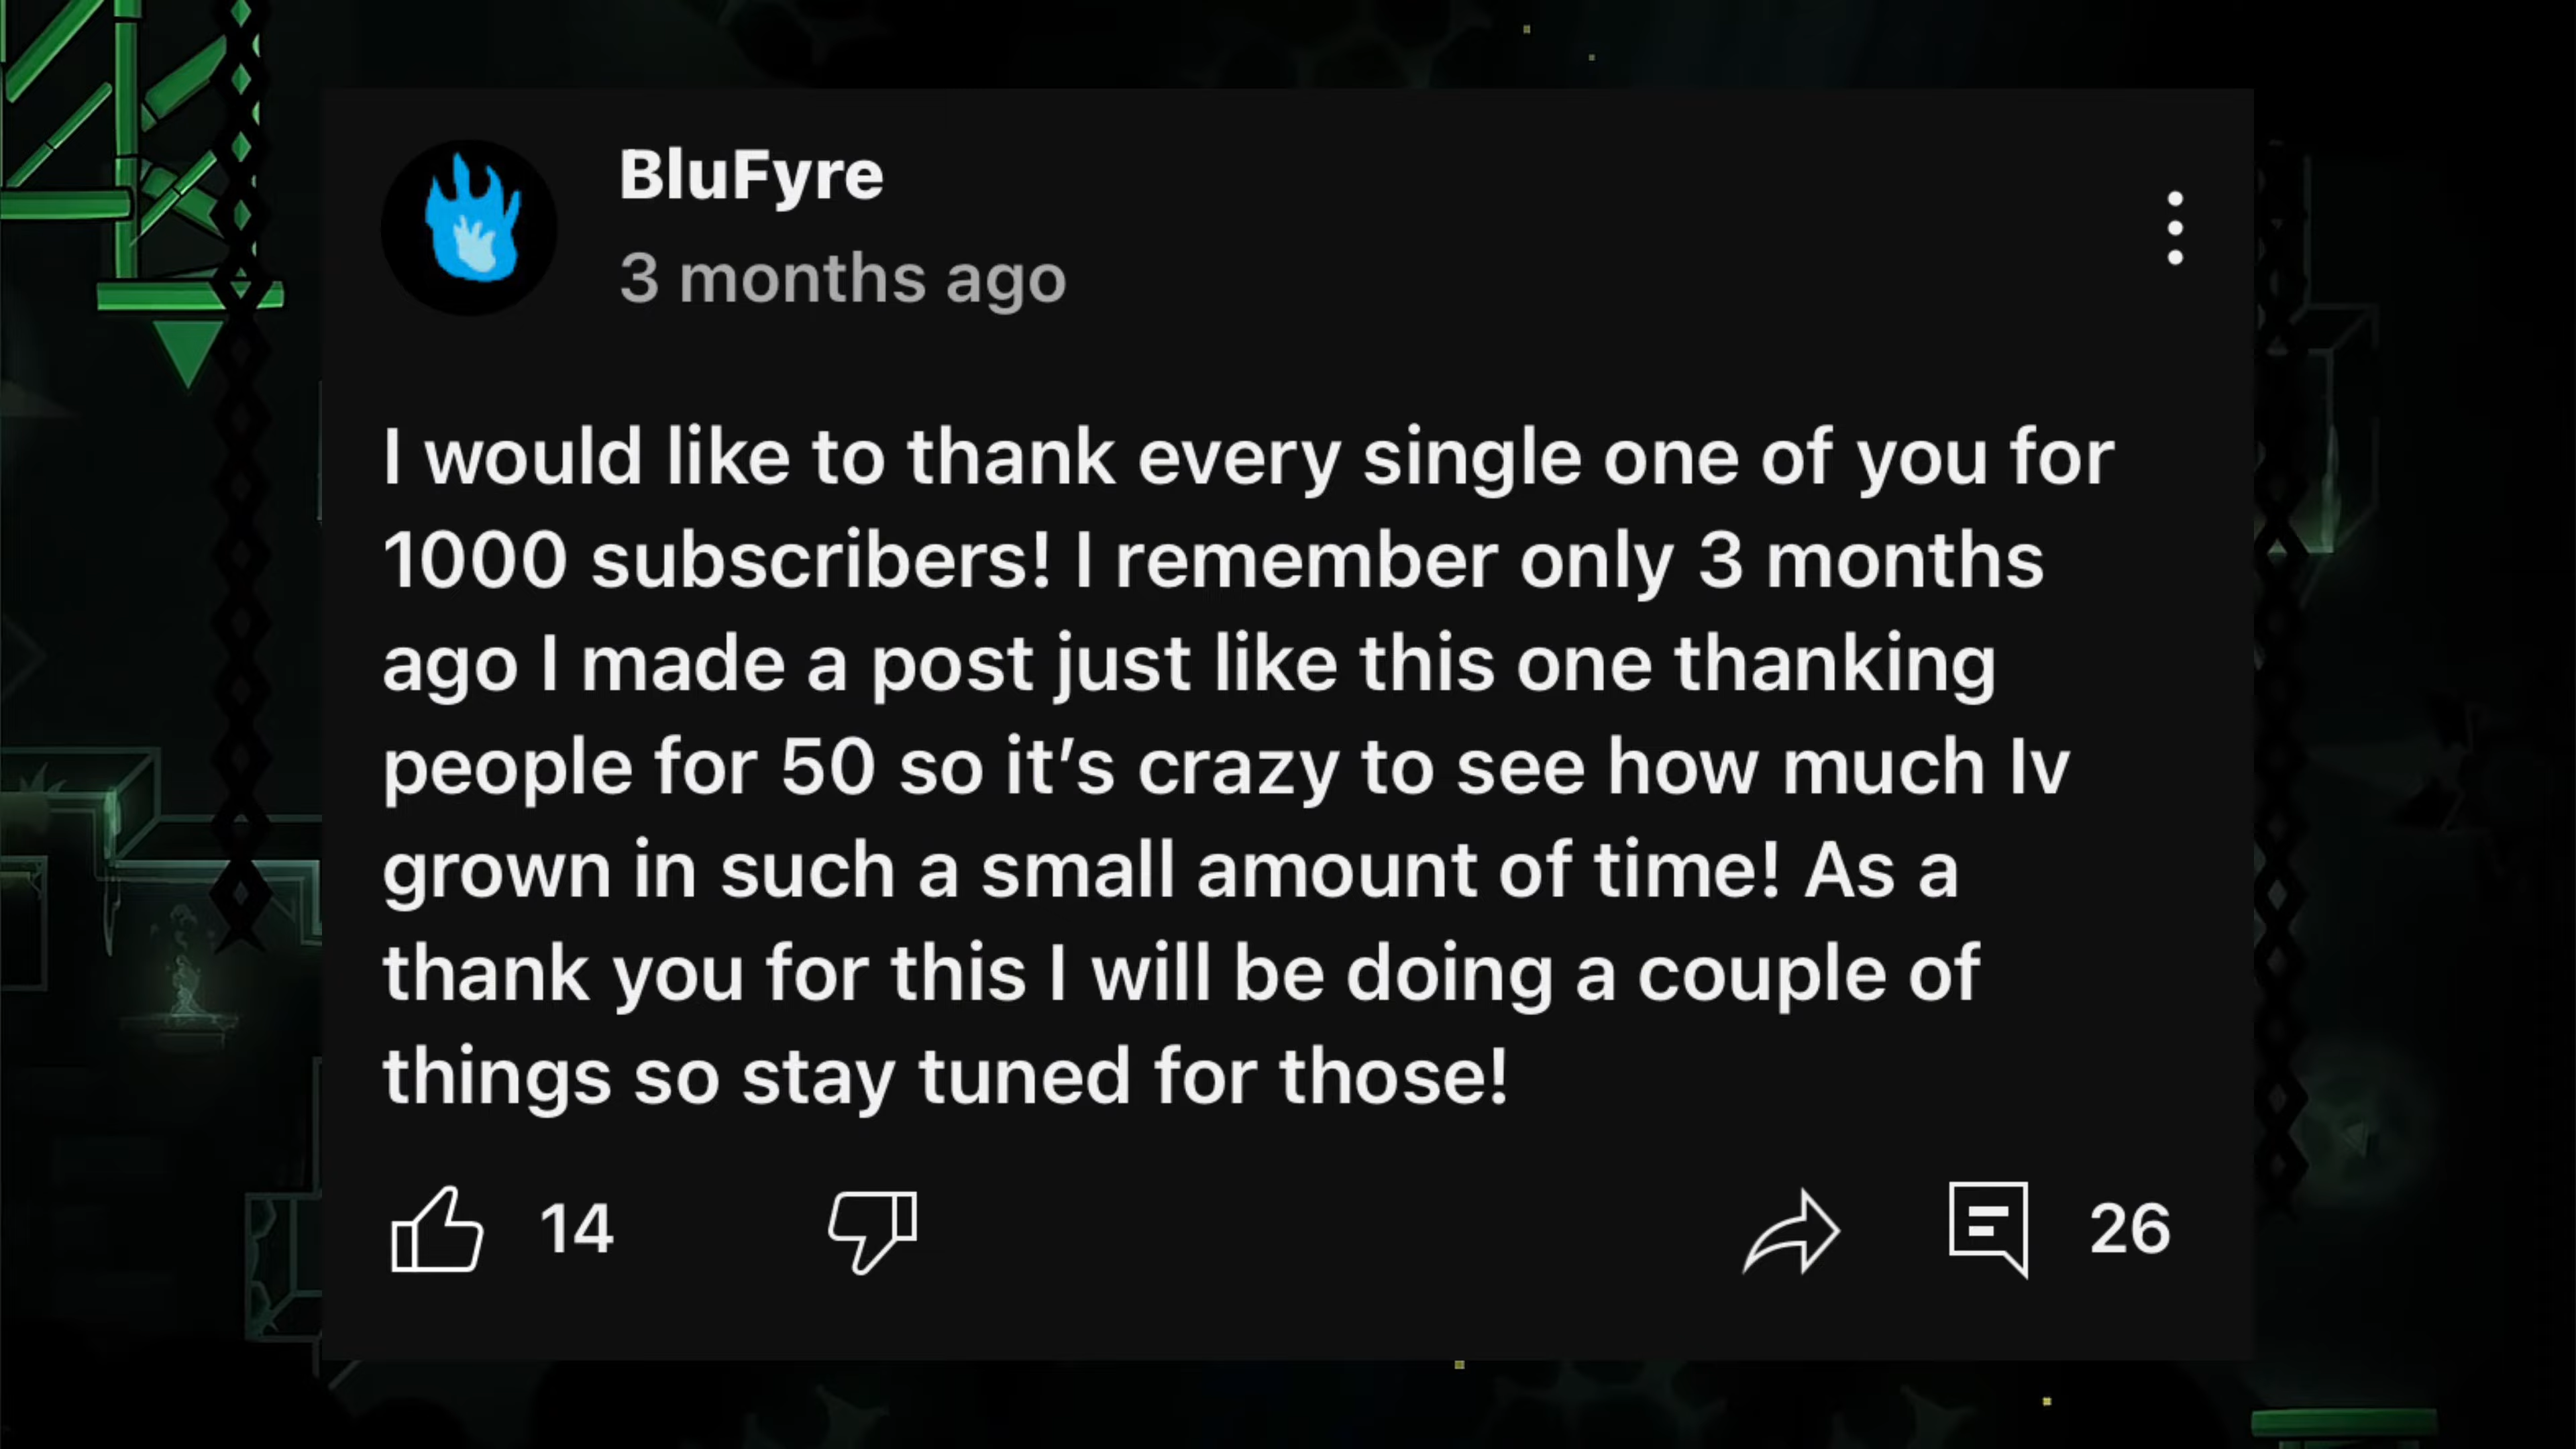 BluFyre
3 months ago
I would like to thank every single one of you for
1000 subscribers! I remember only 3 months
ago I made a post just like this one thanking
people for 50 so it’s crazy to see how much Iv
grown in such a small amount of time! As a
thank you for this I will be doing a couple of
things so stay tuned for those!
14 26